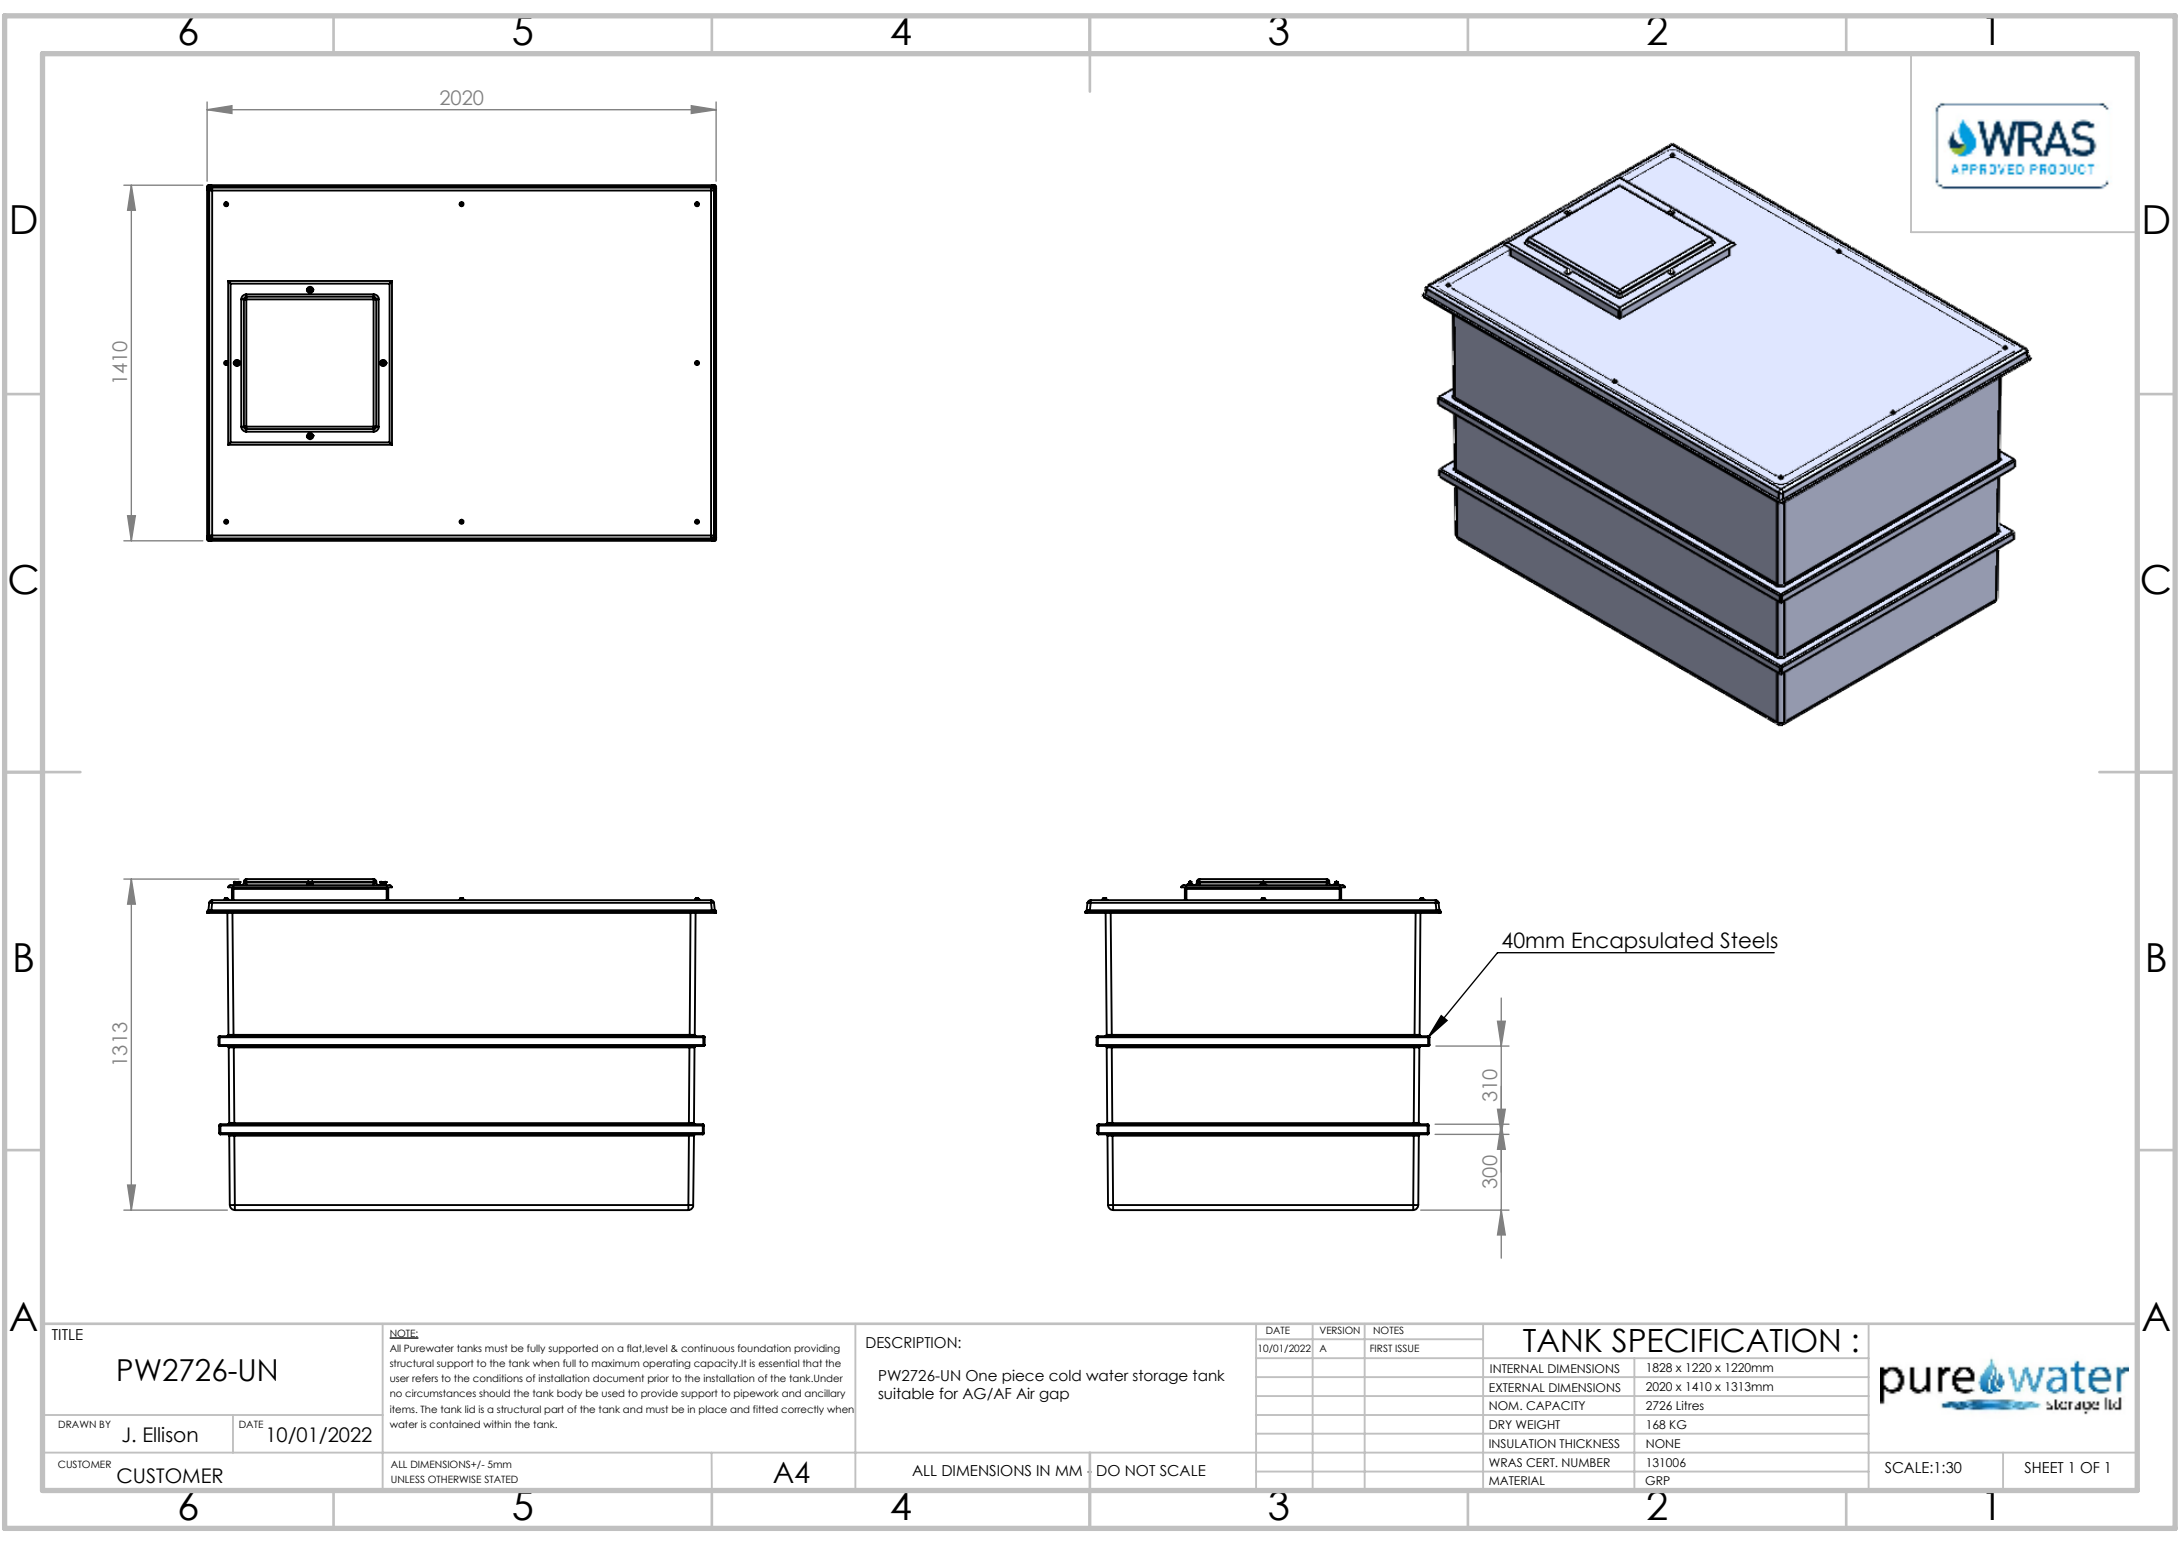 6 5 4 3 2 1
D
D
C
C
B
B
A
A
2020
1410
WRAS
APPROVED PRODUCT
1313
40mm Encapsulated Steels
310
300
TITLE
PW2726-UN
DRAWN BY J. Ellison
DATE 10/01/2022
CUSTOMER CUSTOMER
NOTE:
All Purewater tanks must be fully supported on a flat,level & continuous foundation providing
structural support to the tank when full to maximum operating capacity.It is essential that the
user refers to the conditions of installation document prior to the installation of the tank.Under
no circumstances should the tank body be used to provide support to pipework and ancillary
items. The tank lid is a structural part of the tank and must be in place and fitted correctly when
water is contained within the tank.
ALL DIMENSIONS+/- 5mm
UNLESS OTHERWISE STATED
A4
DESCRIPTION:
PW2726-UN One piece cold water storage tank
suitable for AG/AF Air gap
ALL DIMENSIONS IN MM - DO NOT SCALE
DATE VERSION NOTES
10/01/2022 A FIRST ISSUE
TANK SPECIFICATION :
INTERNAL DIMENSIONS 1828 x 1220 x 1220mm
EXTERNAL DIMENSIONS 2020 x 1410 x 1313mm
NOM. CAPACITY 2726 Litres
DRY WEIGHT 168 KG
INSULATION THICKNESS NONE
WRAS CERT. NUMBER 131006
MATERIAL GRP
pure water
storage ltd
SCALE:1:30
SHEET 1 OF 1
6 5 4 3 2 1